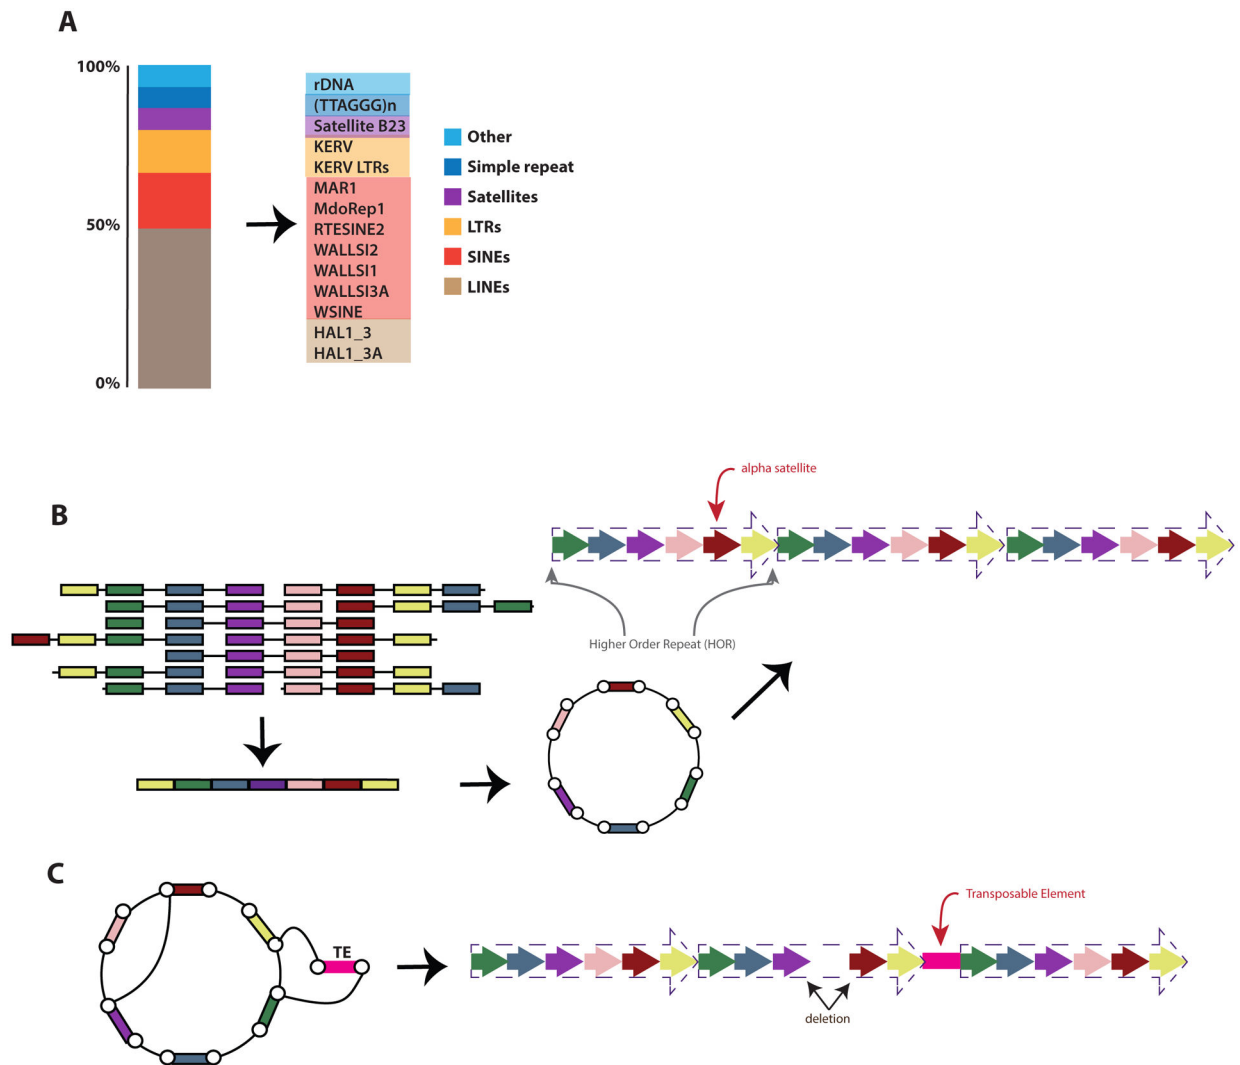 A
100%
50%
0%
rDNA
(TTAGGG)n
Satellite B23
KERV
KERV LTRs
MAR1
MdoRep1
RTESINE2
WALLSI2
WALLSI1
WALLSI3A
WSINE
HAL1_3
HAL1_3A
Other
Simple repeat
Satellites
LTRs
SINEs
LINEs
B
alpha satellite
Higher Order Repeat (HOR)
C
TE
Transposable Element
deletion